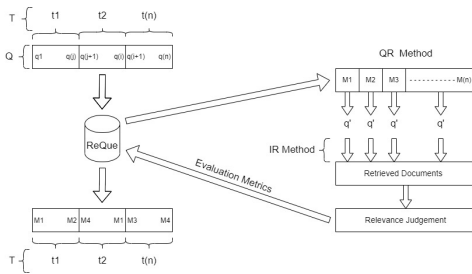 T t1 t2 t(n)
QR Method
Q q1 q(j) q(j+1) q(i) q(i+1) q(n)
M1 M2 M3 M(n)
q' q' q' q'
ReQue
IR Method
Evaluation Metrics
Retrieved Documents
M1 M2 M4 M1 M3 M4
Relevance Judgement
T t1 t2 t(n)